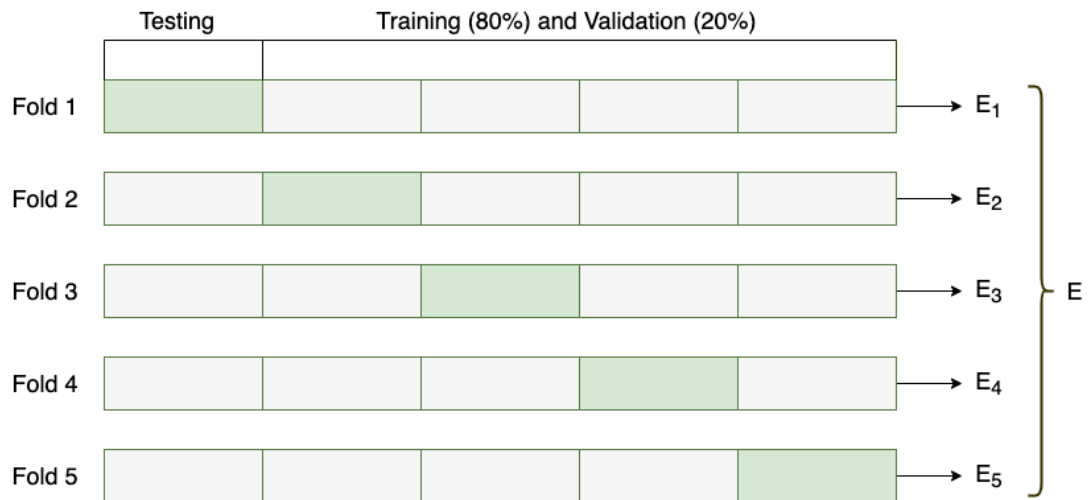 Testing Training (80%) and Validation (20%)
Fold 1 E₁
Fold 2 E₂
Fold 3 E₃
E
Fold 4 E₄
Fold 5 E₅